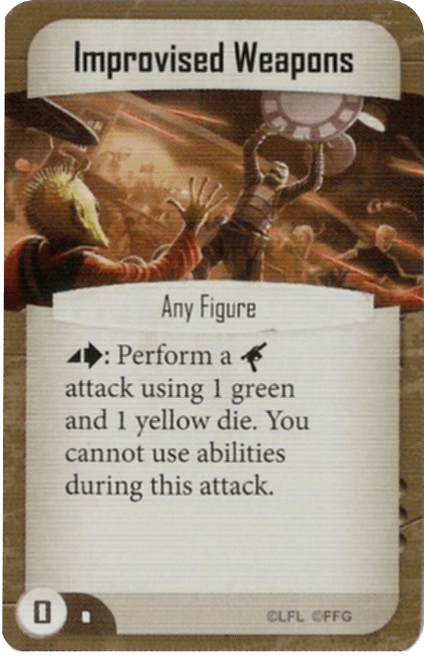 Improvised Weapons
Any Figure
: Perform a
attack using 1 green
and 1 yellow die. You
cannot use abilities
during this attack.
0
©LFL ©FFG